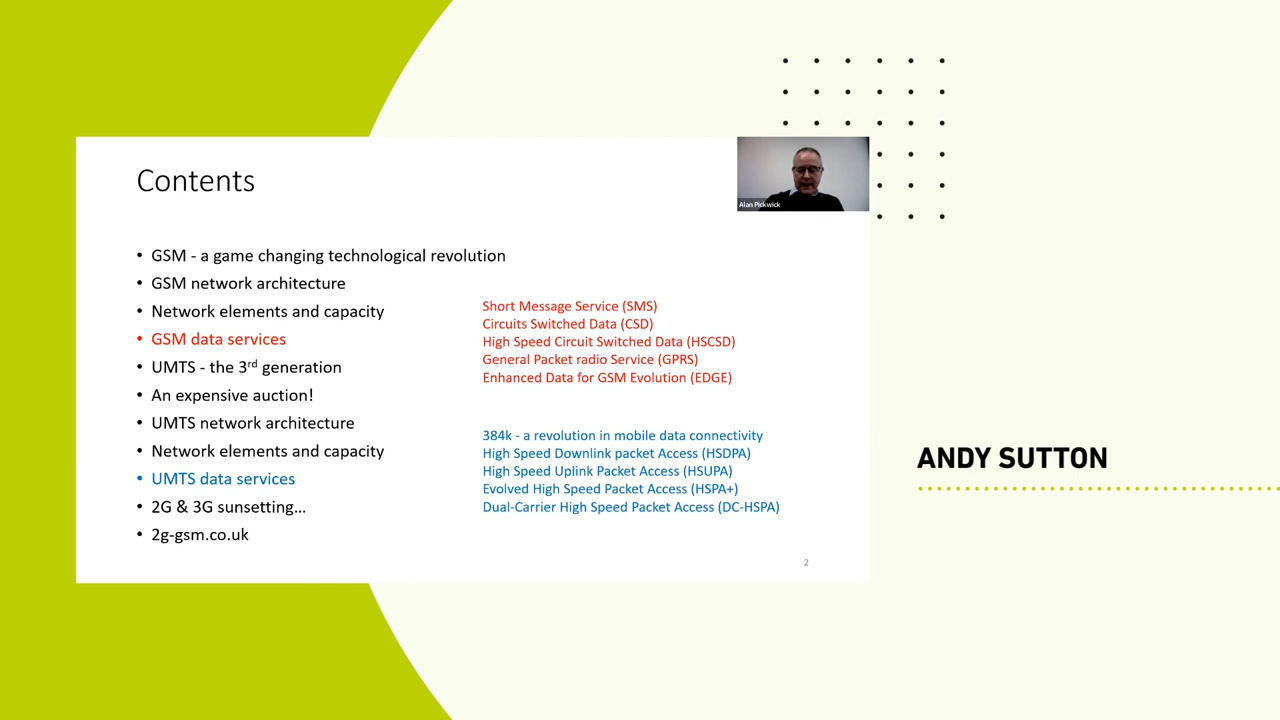 Contents
Alan Pickwick
• GSM - a game changing technological revolution
• GSM network architecture
• Network elements and capacity
• GSM data services
• UMTS - the 3rd generation
• An expensive auction!
• UMTS network architecture
• Network elements and capacity
• UMTS data services
• 2G & 3G sunsetting...
• 2g-gsm.co.uk
Short Message Service (SMS)
Circuits Switched Data (CSD)
High Speed Circuit Switched Data (HSCSD)
General Packet radio Service (GPRS)
Enhanced Data for GSM Evolution (EDGE)
384k - a revolution in mobile data connectivity
High Speed Downlink packet Access (HSDPA)
High Speed Uplink Packet Access (HSUPA)
Evolved High Speed Packet Access (HSPA+)
Dual-Carrier High Speed Packet Access (DC-HSPA)
2
ANDY SUTTON